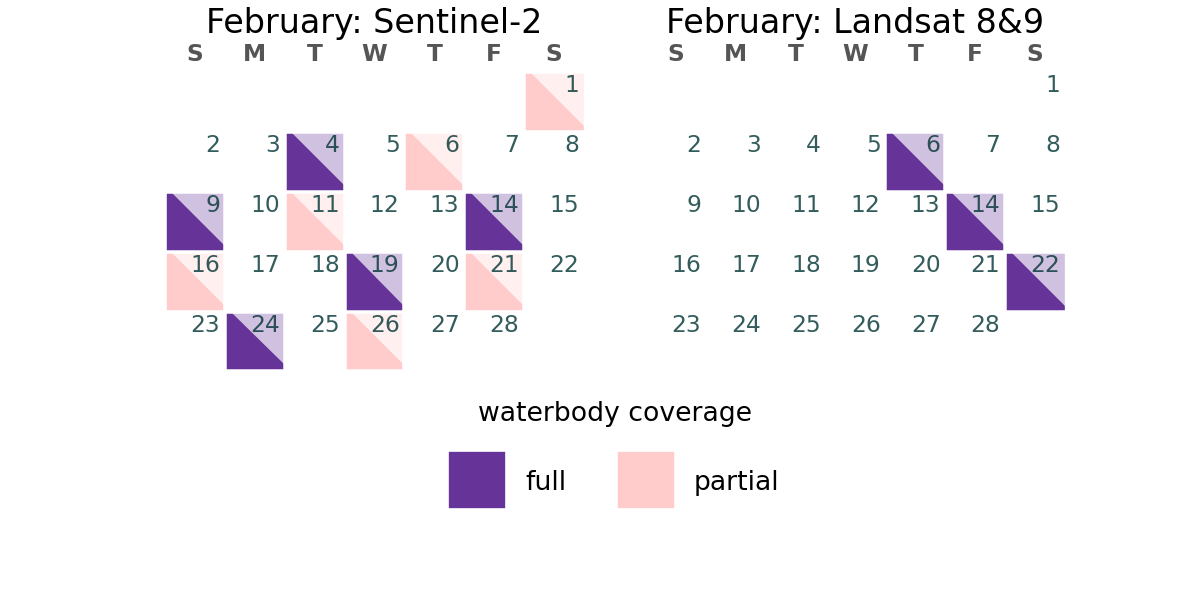 February: Sentinel-2
S M T W T F S
1
2 3 4 5 6 7 8
9 10 11 12 13 14 15
16 17 18 19 20 21 22
23 24 25 26 27 28
February: Landsat 8&9
S M T W T F S
1
2 3 4 5 6 7 8
9 10 11 12 13 14 15
16 17 18 19 20 21 22
23 24 25 26 27 28
waterbody coverage
full partial